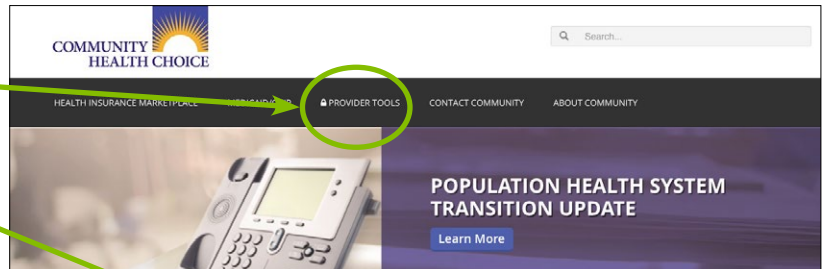 COMMUNITY
HEALTH CHOICE
Search...
HEALTH INSURANCE MARKETPLACE PROVIDER TOOLS CONTACT COMMUNITY ABOUT COMMUNITY
POPULATION HEALTH SYSTEM
TRANSITION UPDATE
Learn More